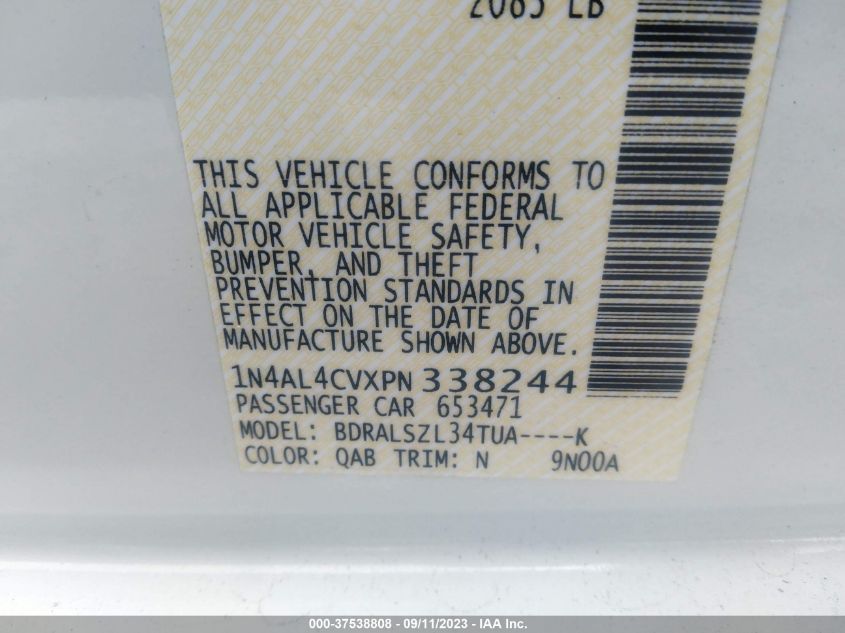 2085 LB
THIS VEHICLE CONFORMS TO
ALL APPLICABLE FEDERAL
MOTOR VEHICLE SAFETY,
BUMPER, AND THEFT
PREVENTION STANDARDS IN
EFFECT ON THE DATE OF
MANUFACTURE SHOWN ABOVE.
1N4AL4CVXPN338244
PASSENGER CAR 653471
MODEL: BDRALSZL34TUA----K
COLOR: QAB TRIM: N 9N00A
000-37538808 - 09/11/2023 - IAA Inc.